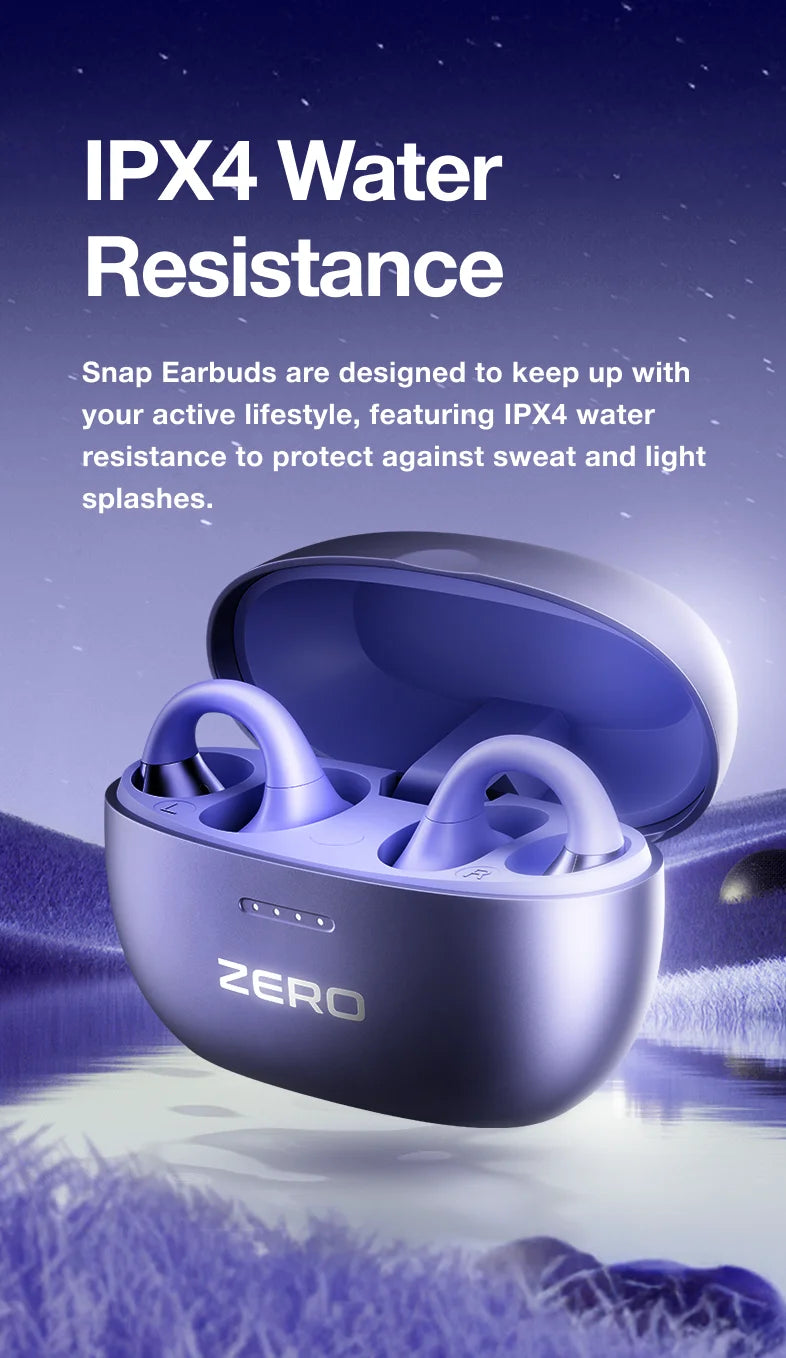 IPX4 Water
Resistance
Snap Earbuds are designed to keep up with
your active lifestyle, featuring IPX4 water
resistance to protect against sweat and light
splashes.
L
R
ZERO